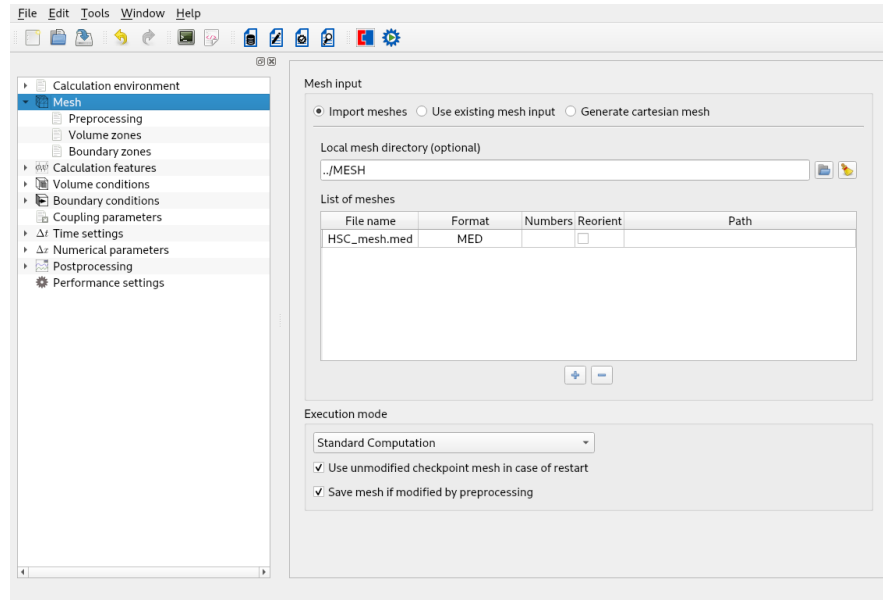 File Edit Tools Window Help
Calculation environment
Mesh
Preprocessing
Volume zones
Boundary zones
Calculation features
Volume conditions
Boundary conditions
Coupling parameters
Δt Time settings
Δx Numerical parameters
Postprocessing
Performance settings
Mesh input
Import meshes Use existing mesh input Generate cartesian mesh
Local mesh directory (optional)
../MESH
List of meshes
File name Format Numbers Reorient Path
HSC_mesh.med MED
Execution mode
Standard Computation
Use unmodified checkpoint mesh in case of restart
Save mesh if modified by preprocessing